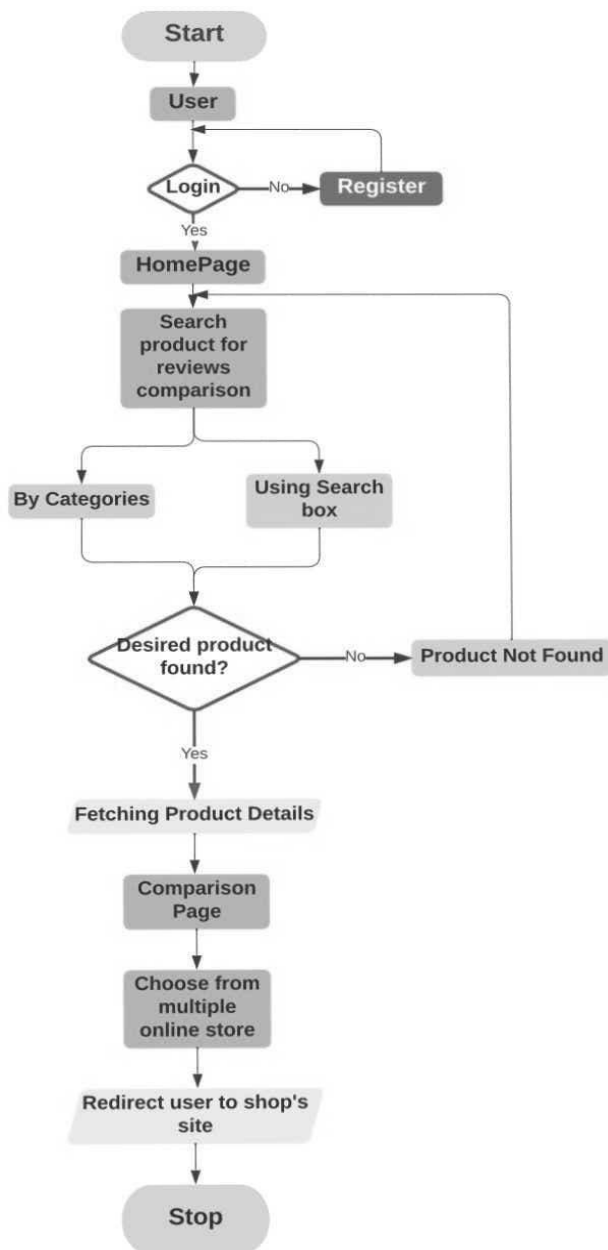 Start
User
Login
No
Register
Yes
HomePage
Search
product for
reviews
comparison
By Categories
Using Search
box
Desired product
found?
No
Product Not Found
Yes
Fetching Product Details
Comparison
Page
Choose from
multiple
online store
Redirect user to shop's
site
Stop